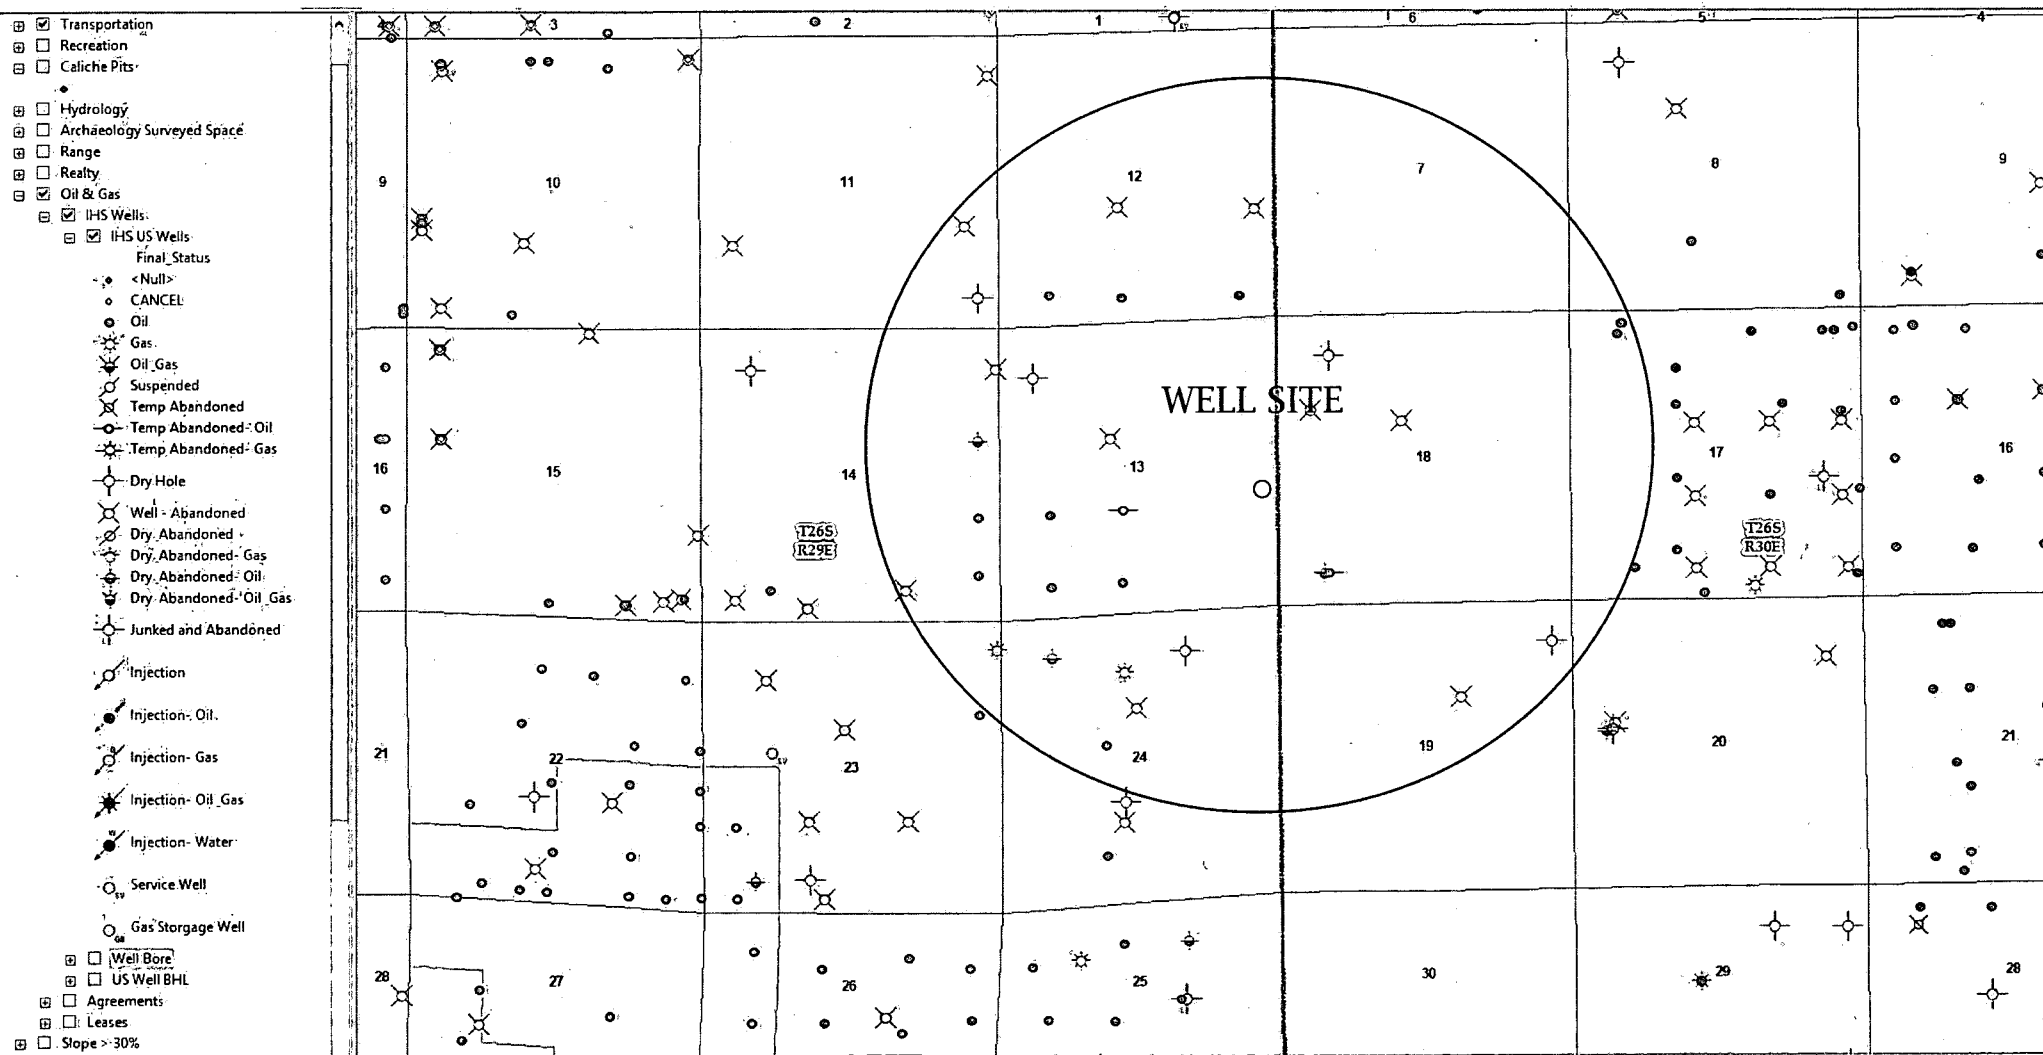 Transportation
Recreation
Caliche Pits
Hydrology
Archaeology Surveyed Space
Range
Realty
Oil & Gas
IHS Wells
IHS US Wells
Final_Status
<Null>
CANCEL
Oil
Gas
Oil_Gas
Suspended
Temp Abandoned
Temp Abandoned- Oil
Temp Abandoned- Gas
Dry Hole
Well - Abandoned
Dry Abandoned
Dry Abandoned- Gas
Dry Abandoned- Oil
Dry Abandoned- Oil_Gas
Junked and Abandoned
Injection
Injection- Oil
Injection- Gas
Injection- Oil_Gas
Injection- Water
Service Well
Gas Storgage Well
Well Bore
US Well BHL
Agreements
Leases
Slope > 30%
4 3 2 1 6 5 4
9 10 11 12 7 8 9
WELL SITE
16 15 14 13 18 17 16
T26S
R29E
T26S
R30E
21 22 23 24 19 20 21
28 27 26 25 30 29 28